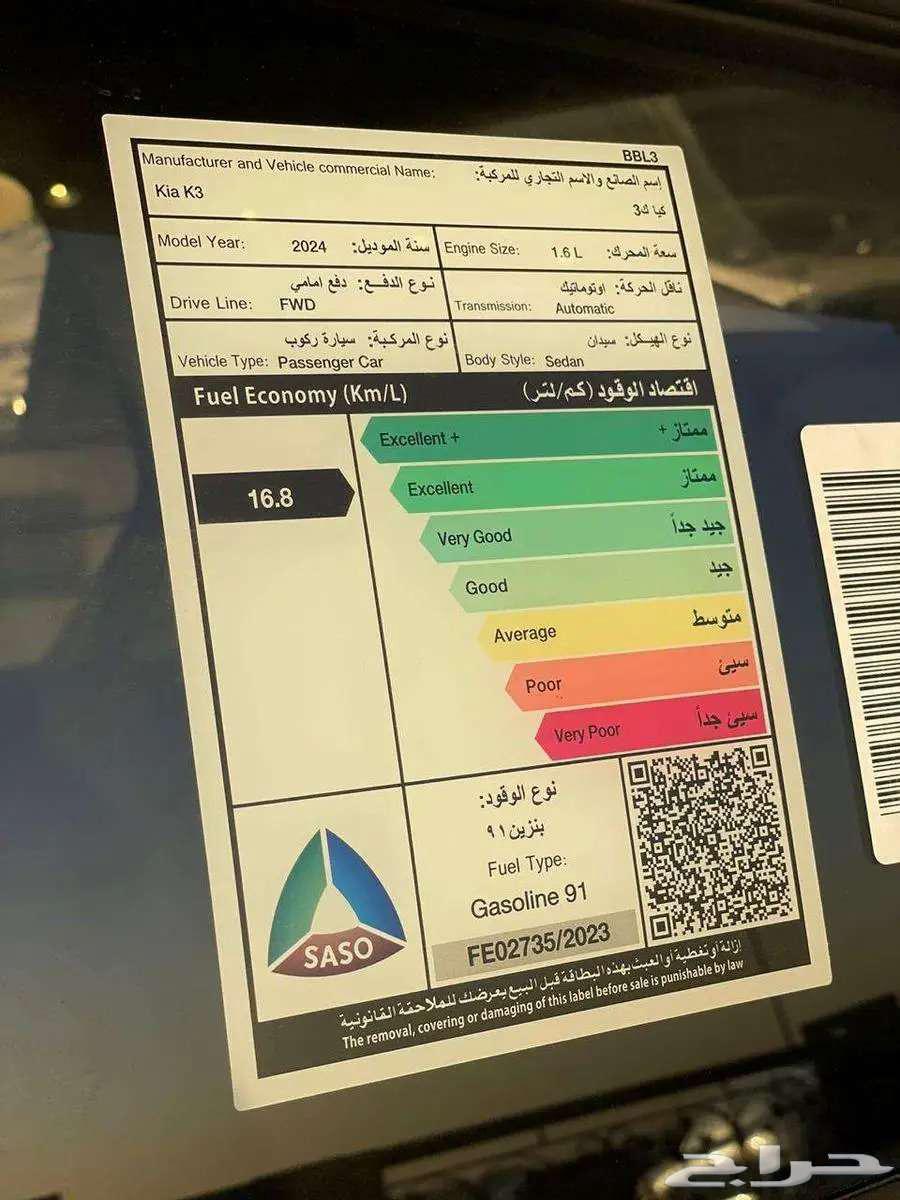 BBL3
Manufacturer and Vehicle commercial Name:
إسم الصانع والاسم التجاري للمركبة:
Kia K3
كيا ك3
Model Year: 2024 سنة الموديل:
Engine Size: 1.6 L سعة المحرك:
نوع الدفع: دفع امامي
Drive Line: FWD
ناقل الحركة: اوتوماتيك
Transmission: Automatic
نوع المركبة: سيارة ركوب
Vehicle Type: Passenger Car
نوع الهيكل: سيدان
Body Style: Sedan
Fuel Economy (Km/L) اقتصاد الوقود (كم/لتر)
Excellent + ممتاز +
16.8
Excellent ممتاز
Very Good جيد جداً
Good جيد
Average متوسط
Poor سيئ
Very Poor سيئ جداً
نوع الوقود:
بنزين ٩١
Fuel Type:
Gasoline 91
FE02735/2023
SASO
إزالة أو تغطية أو العبث بهذه البطاقة قبل البيع يعرضك للملاحقة القانونية
The removal, covering or damaging of this label before sale is punishable by law
حراج